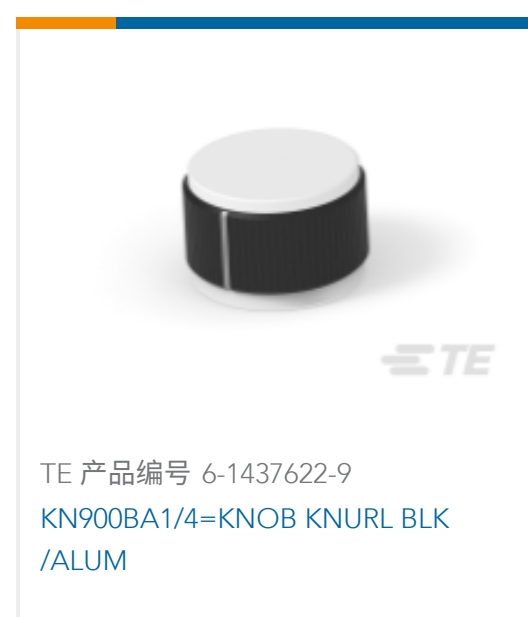 TE
TE 产品编号 6-1437622-9
KN900BA1/4=KNOB KNURL BLK
/ALUM